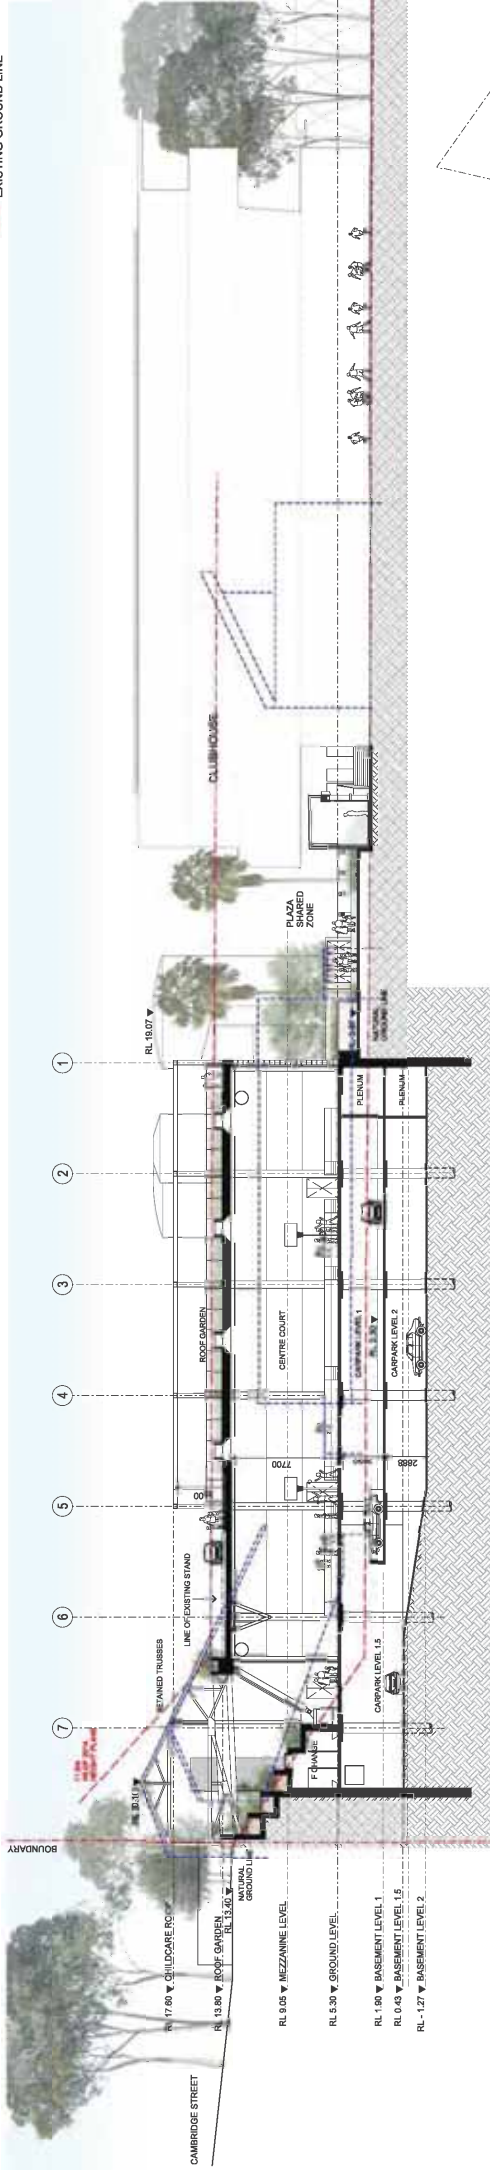 EXISTING GROUND LINE
CLUBHOUSE
PLAZA
SHARED
ZONE
RL 19.07
NATURAL
GROUND LINE
1
2
3
4
5
6
7
PLENUM
PLENUM
ROOF GARDEN
CENTRE COURT
CARPARK LEVEL 1
CARPARK LEVEL 2
7700
2888
00
LINE OF EXISTING STAND
CARPARK LEVEL 1.5
ETAINED TRUSSES
F CHANGE
BOUNDARY
NATURAL
GROUND LINE
RL 13.40
RL 17.60 CHILDCARE ROOF
RL 13.80 ROOF GARDEN
RL 9.05 MEZZANINE LEVEL
RL 5.30 GROUND LEVEL
RL 1.90 BASEMENT LEVEL 1
RL 0.43 BASEMENT LEVEL 1.5
RL - 1.27 BASEMENT LEVEL 2
CAMBRIDGE STREET